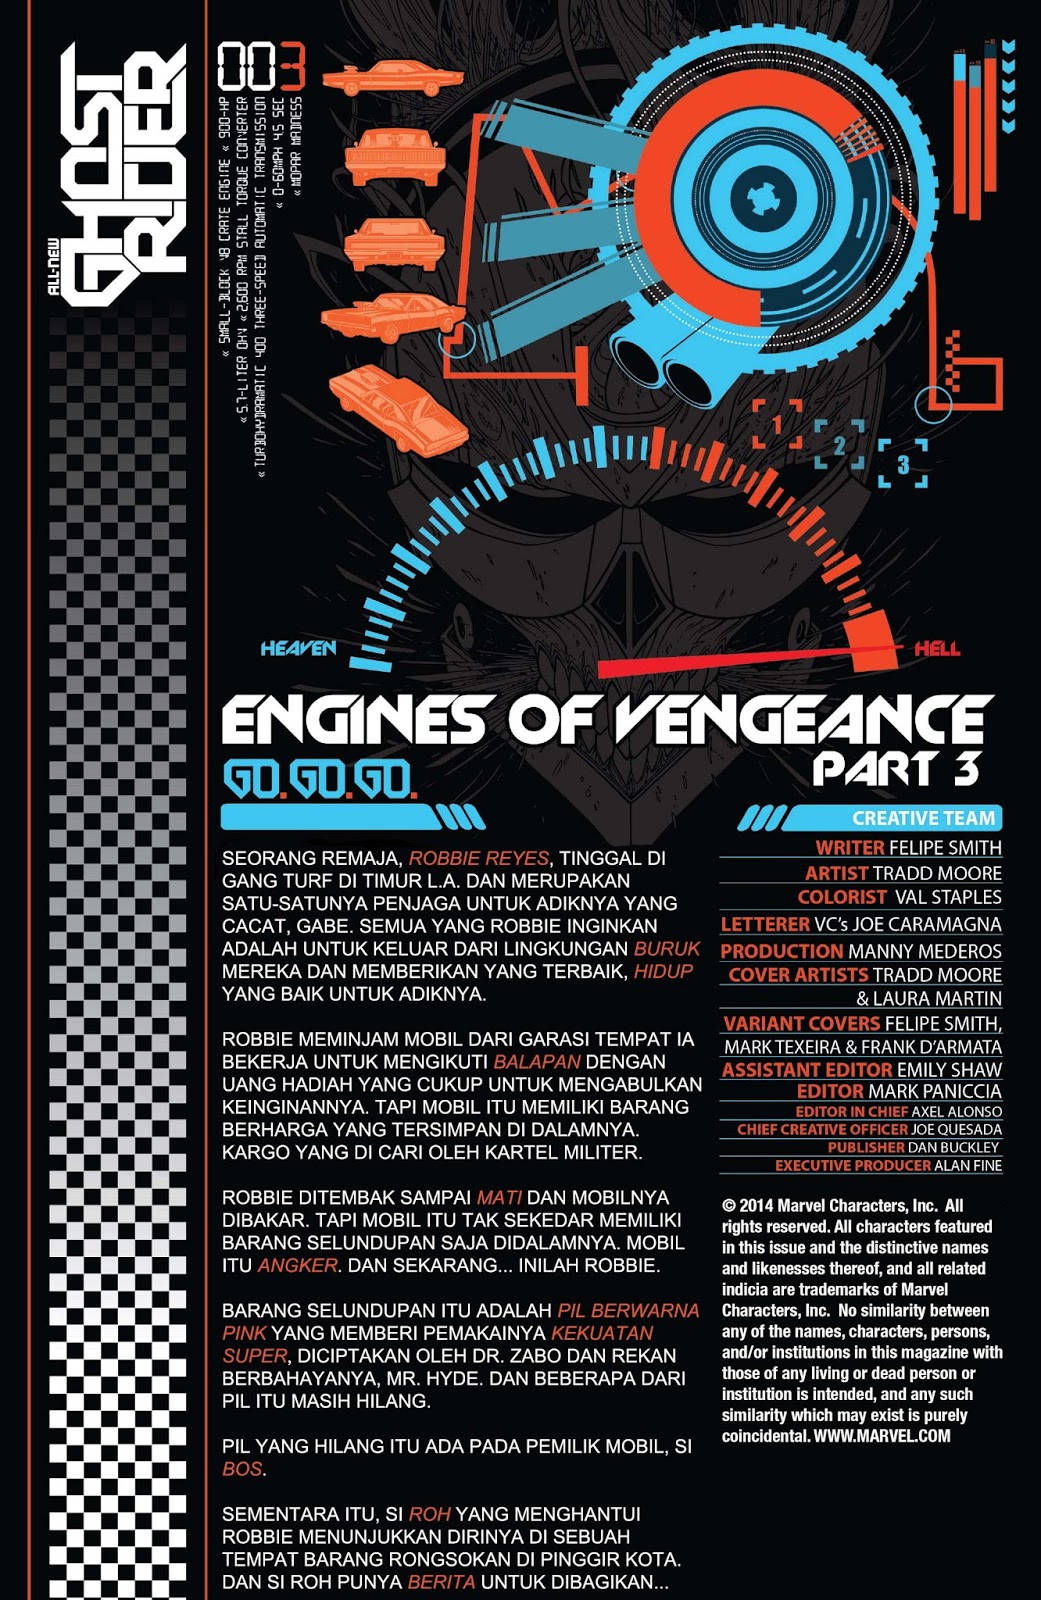 ALL-NEW
GHOST
RIDER
003
« SMALL-BLOCK V8 CRATE ENGINE « 900-HP
« 5.7-LITER OHV « 2,600 RPM STALL TORQUE CONVERTER
« TURBOHYDRAMATIC 400 THREE-SPEED AUTOMATIC TRANSMISSION
« 0-60MPH 4.5 SEC
« MOPAR MADNESS
1
2
3
HEAVEN
HELL
ENGINES OF VENGEANCE
PART 3
GO.GO.GO.
SEORANG REMAJA, ROBBIE REYES, TINGGAL DI
GANG TURF DI TIMUR L.A. DAN MERUPAKAN
SATU-SATUNYA PENJAGA UNTUK ADIKNYA YANG
CACAT, GABE. SEMUA YANG ROBBIE INGINKAN
ADALAH UNTUK KELUAR DARI LINGKUNGAN BURUK
MEREKA DAN MEMBERIKAN YANG TERBAIK, HIDUP
YANG BAIK UNTUK ADIKNYA.
ROBBIE MEMINJAM MOBIL DARI GARASI TEMPAT IA
BEKERJA UNTUK MENGIKUTI BALAPAN DENGAN
UANG HADIAH YANG CUKUP UNTUK MENGABULKAN
KEINGINANNYA. TAPI MOBIL ITU MEMILIKI BARANG
BERHARGA YANG TERSIMPAN DI DALAMNYA.
KARGO YANG DI CARI OLEH KARTEL MILITER.
ROBBIE DITEMBAK SAMPAI MATI DAN MOBILNYA
DIBAKAR. TAPI MOBIL ITU TAK SEKEDAR MEMILIKI
BARANG SELUNDUPAN SAJA DIDALAMNYA. MOBIL
ITU ANGKER. DAN SEKARANG... INILAH ROBBIE.
BARANG SELUNDUPAN ITU ADALAH PIL BERWARNA
PINK YANG MEMBERI PEMAKAINYA KEKUATAN
SUPER, DICIPTAKAN OLEH DR. ZABO DAN REKAN
BERBAHAYANYA, MR. HYDE. DAN BEBERAPA DARI
PIL ITU MASIH HILANG.
PIL YANG HILANG ITU ADA PADA PEMILIK MOBIL, SI
BOS.
SEMENTARA ITU, SI ROH YANG MENGHANTUI
ROBBIE MENUNJUKKAN DIRINYA DI SEBUAH
TEMPAT BARANG RONGSOKAN DI PINGGIR KOTA.
DAN SI ROH PUNYA BERITA UNTUK DIBAGIKAN...
CREATIVE TEAM
WRITER FELIPE SMITH
ARTIST TRADD MOORE
COLORIST VAL STAPLES
LETTERER VC's JOE CARAMAGNA
PRODUCTION MANNY MEDEROS
COVER ARTISTS TRADD MOORE
& LAURA MARTIN
VARIANT COVERS FELIPE SMITH,
MARK TEXEIRA & FRANK D'ARMATA
ASSISTANT EDITOR EMILY SHAW
EDITOR MARK PANICCIA
EDITOR IN CHIEF AXEL ALONSO
CHIEF CREATIVE OFFICER JOE QUESADA
PUBLISHER DAN BUCKLEY
EXECUTIVE PRODUCER ALAN FINE
© 2014 Marvel Characters, Inc. All
rights reserved. All characters featured
in this issue and the distinctive names
and likenesses thereof, and all related
indicia are trademarks of Marvel
Characters, Inc. No similarity between
any of the names, characters, persons,
and/or institutions in this magazine with
those of any living or dead person or
institution is intended, and any such
similarity which may exist is purely
coincidental. WWW.MARVEL.COM